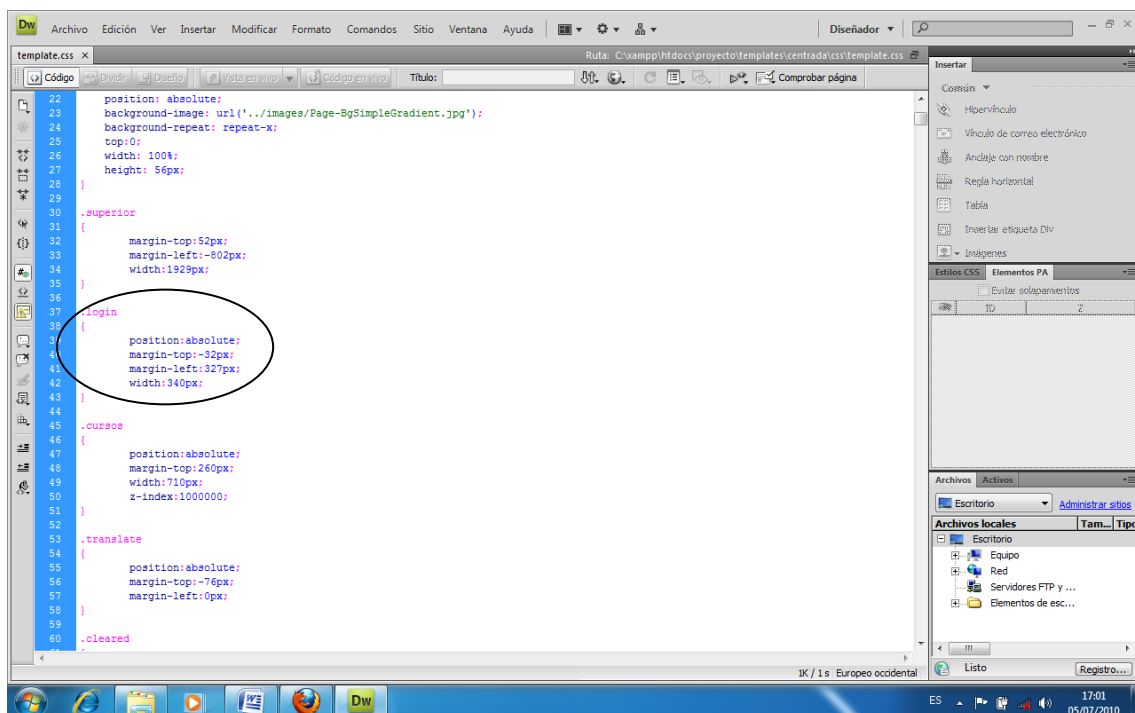 Dw Archivo Edición Ver Insertar Modificar Formato Comandos Sitio Ventana Ayuda Diseñador
template.css × Ruta: C:\xampp\htdocs\proyecto\templates\centrada\css\template.css
Código Dividir Diseño Vista en vivo Código en vivo Título: Comprobar página
22 position: absolute;
23 background-image: url('../images/Page-BgSimpleGradient.jpg');
24 background-repeat: repeat-x;
25 top:0;
26 width: 100%;
27 height: 56px;
28 }
29
30 .superior
31 {
32 margin-top:52px;
33 margin-left:-802px;
34 width:1929px;
35 }
36
37 .login
38 {
39 position:absolute;
40 margin-top:-32px;
41 margin-left:327px;
42 width:340px;
43 }
44
45 .cursos
46 {
47 position:absolute;
48 margin-top:260px;
49 width:710px;
50 z-index:1000000;
51 }
52
53 .translate
54 {
55 position:absolute;
56 margin-top:-76px;
57 margin-left:0px;
58 }
59
60 .cleared
1K / 1 s Europeo occidental
Insertar
Común
Hipervínculo
Vínculo de correo electrónico
Anclaje con nombre
Regla horizontal
Tabla
Insertar etiqueta Div
Imágenes
Estilos CSS Elementos PA
Evitar solapamientos
ID Z
Archivos Activos
Escritorio Administrar sitios
Archivos locales Tam... Tipo
Escritorio
Equipo
Red
Servidores FTP y ...
Elementos de esc...
Listo Registro...
Dw ES 17:01
05/07/2010